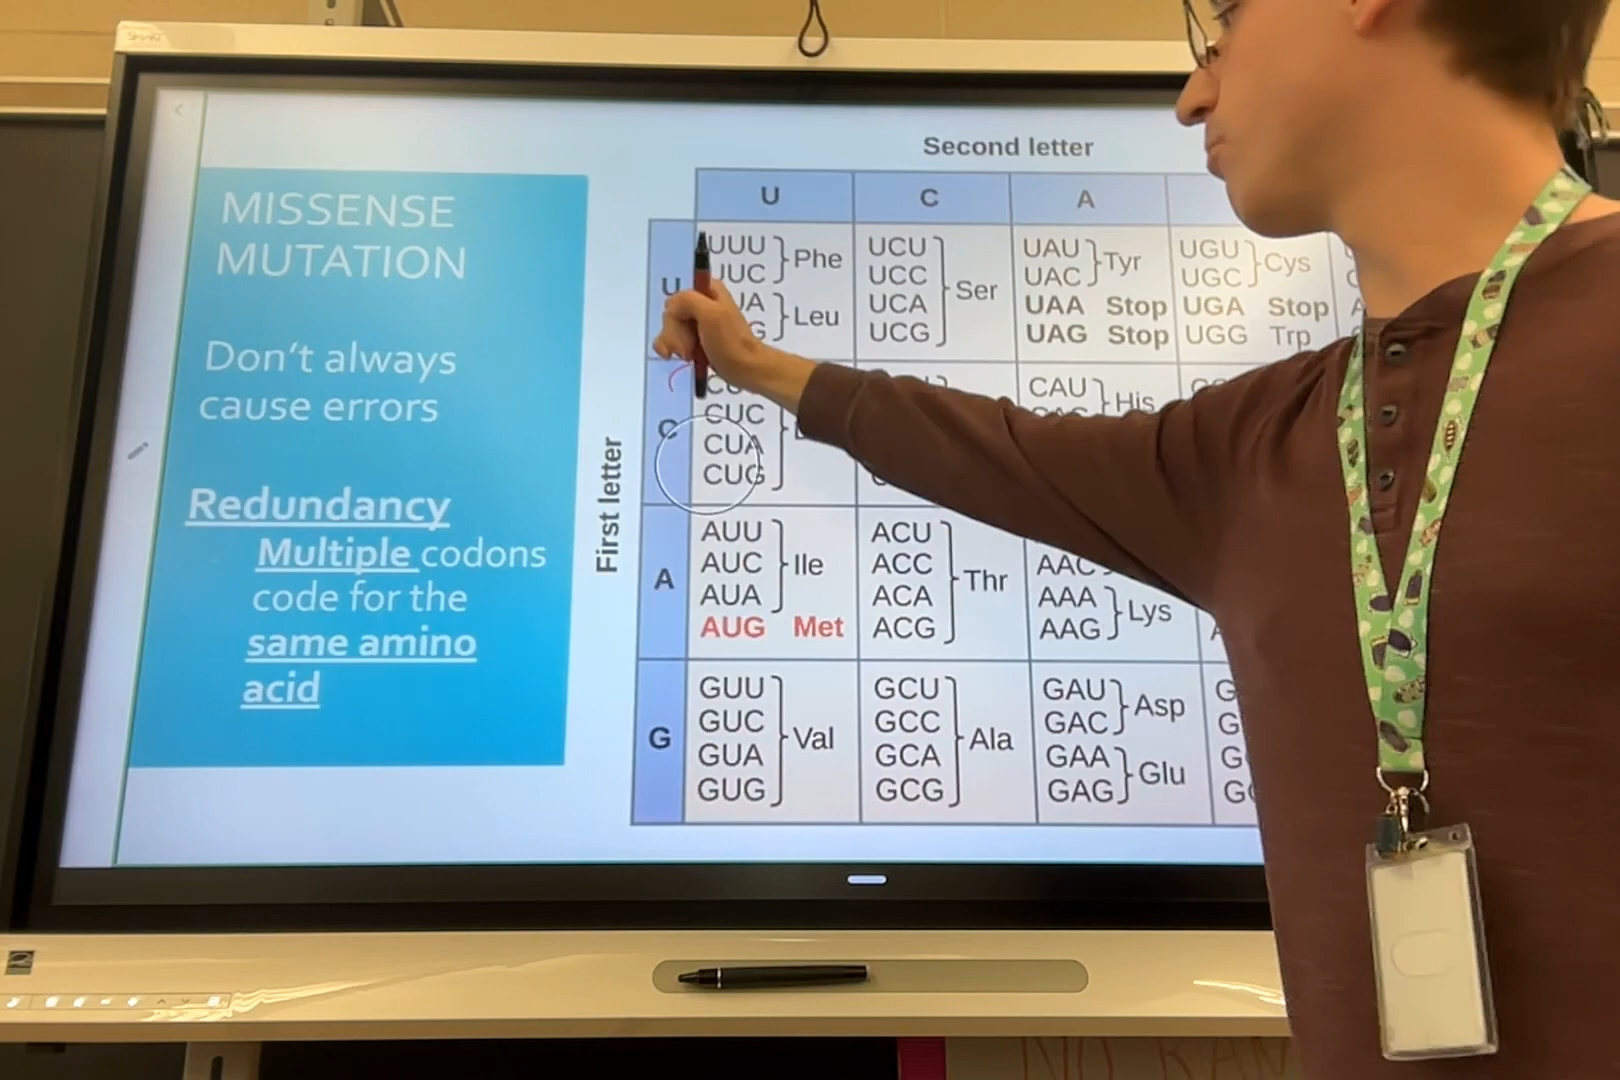 SMART
MISSENSE
MUTATION
Don't always
cause errors
Redundancy
Multiple codons
code for the
same amino
acid
Second letter
First letter
U C A
U
UUU UCU UAU UGU
UUC UCC UAC UGC
Phe Ser Tyr Cys
UCA UAA Stop UGA Stop
UCG UAG Stop UGG Trp
Leu
C
CAU
His
CUC
CUA
CUG
A
AUU ACU
AUC ACC AAC
Ile Thr
AUA ACA AAA
AUG Met ACG AAG
Lys
G
GUU GCU GAU
GUC GCC GAC
Val Ala Asp
GUA GCA GAA
GUG GCG GAG
Glu